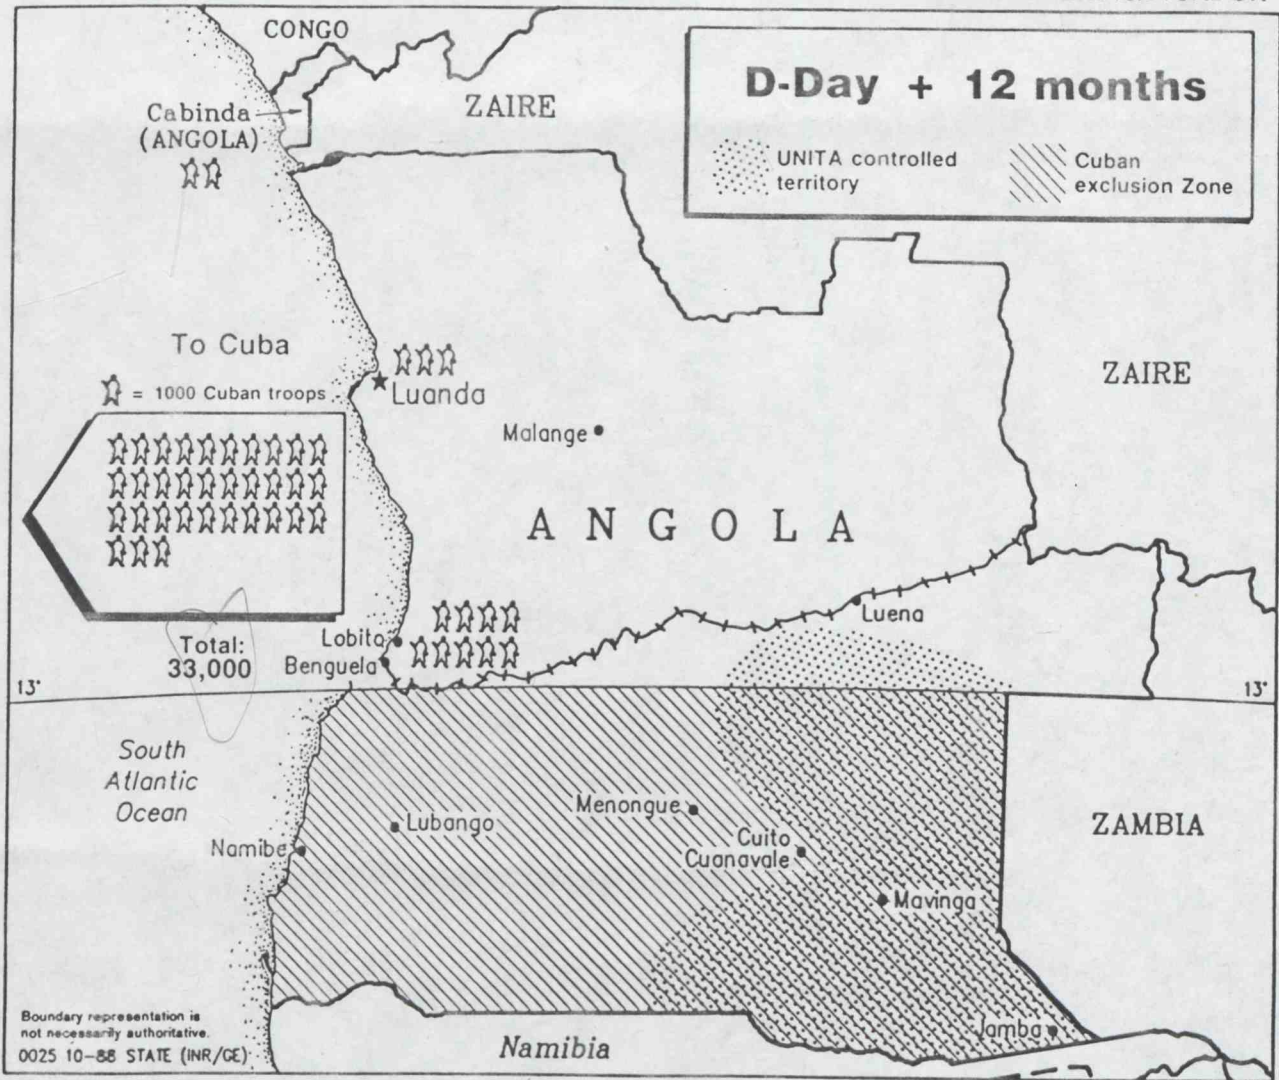 CONGO
D-Day + 12 months
UNITA controlled
territory
Cuban
exclusion Zone
Cabinda
(ANGOLA)
ZAIRE
To Cuba
= 1000 Cuban troops
Luanda
ZAIRE
Malange
ANGOLA
Luena
Total:
33,000
Lobito
Benguela
13°
13°
South
Atlantic
Ocean
Menongue
Lubango
ZAMBIA
Namibe
Cuito
Cuanavale
Mavinga
Boundary representation is
not necessarily authoritative.
0025 10-88 STATE (INR/GE)
Jamba
Namibia